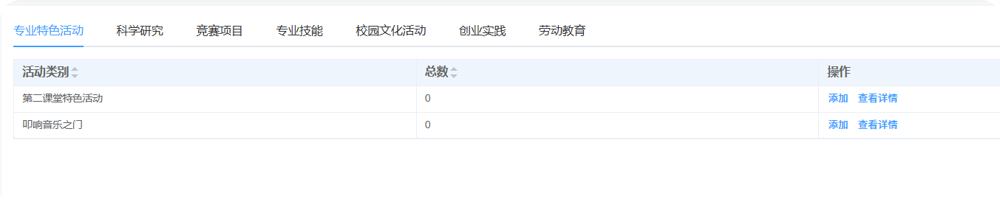 专业特色活动 科学研究 竞赛项目 专业技能 校园文化活动 创业实践 劳动教育
活动类别 总数 操作
第二课堂特色活动 0 添加 查看详情
叩响音乐之门 0 添加 查看详情